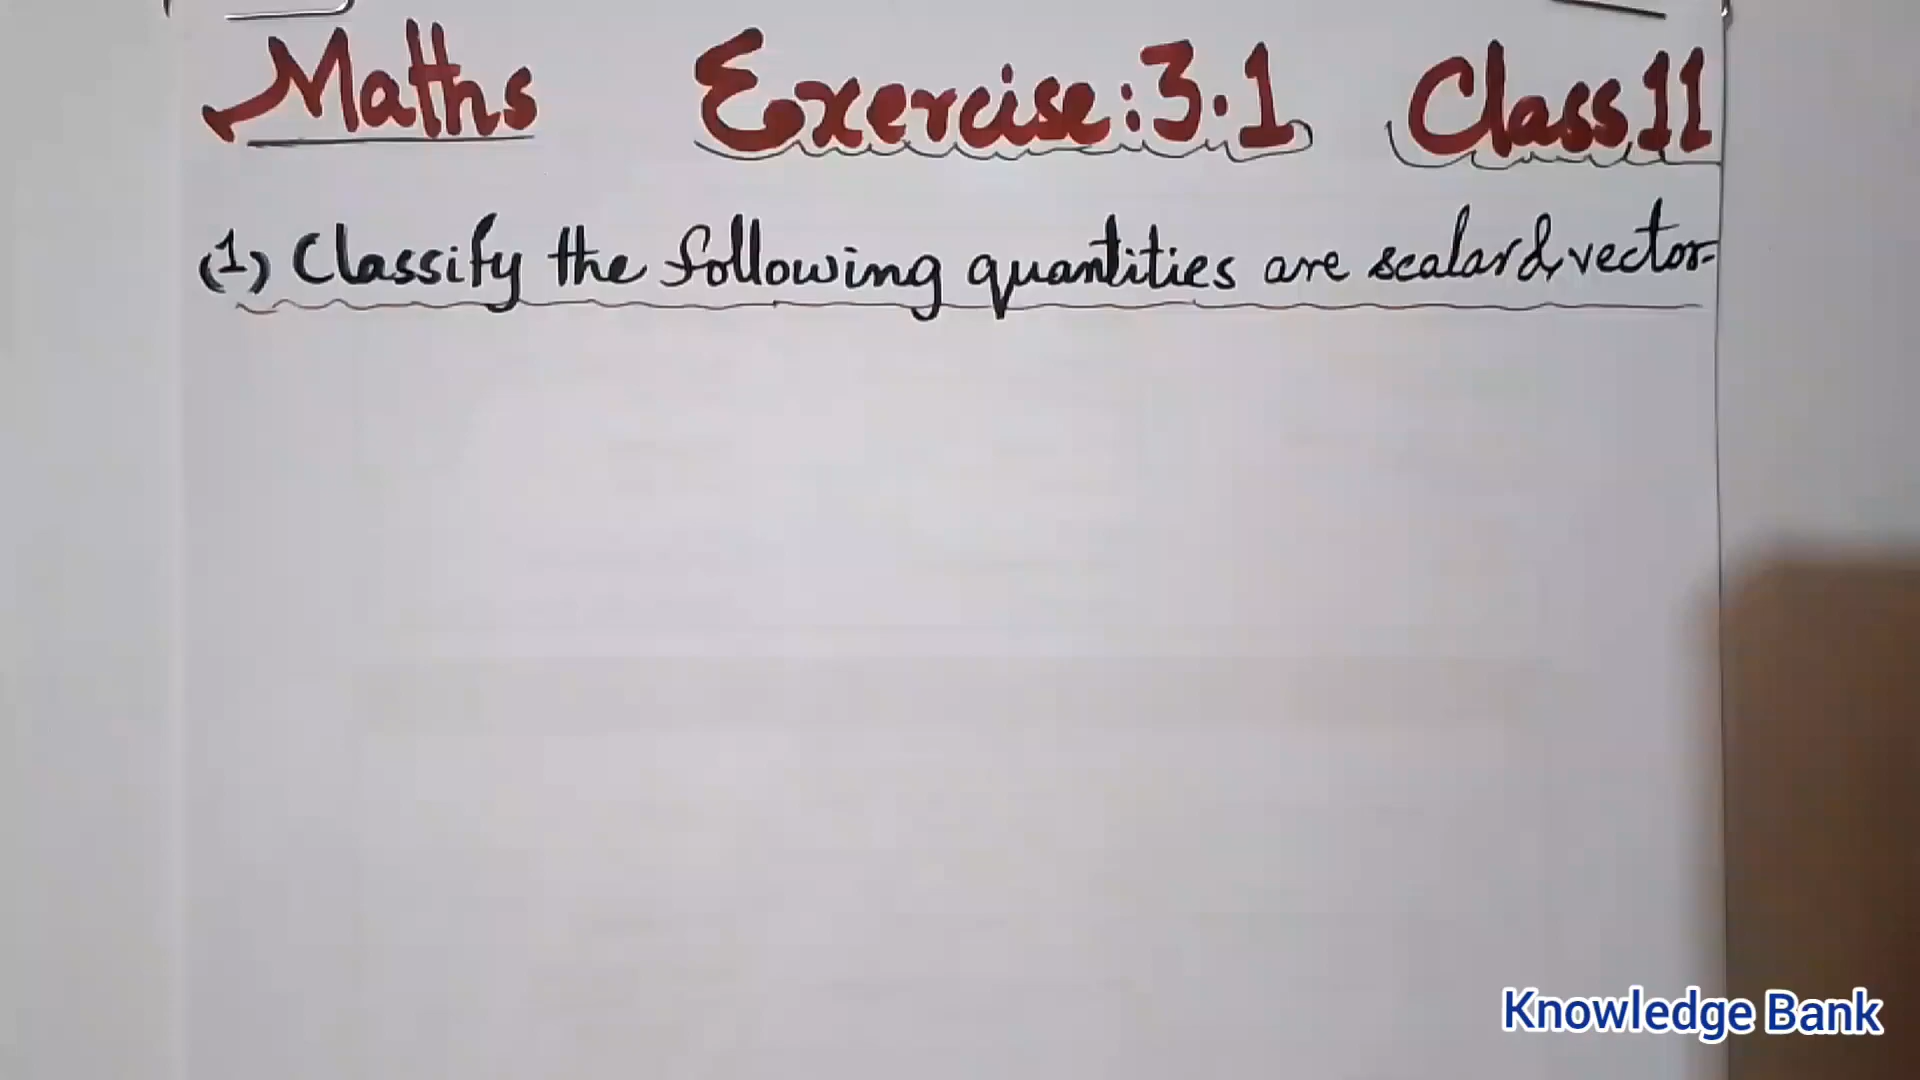 Maths Exercise:3.1 Class 11
(1) Classify the following quantities are scalar & vector-
Knowledge Bank